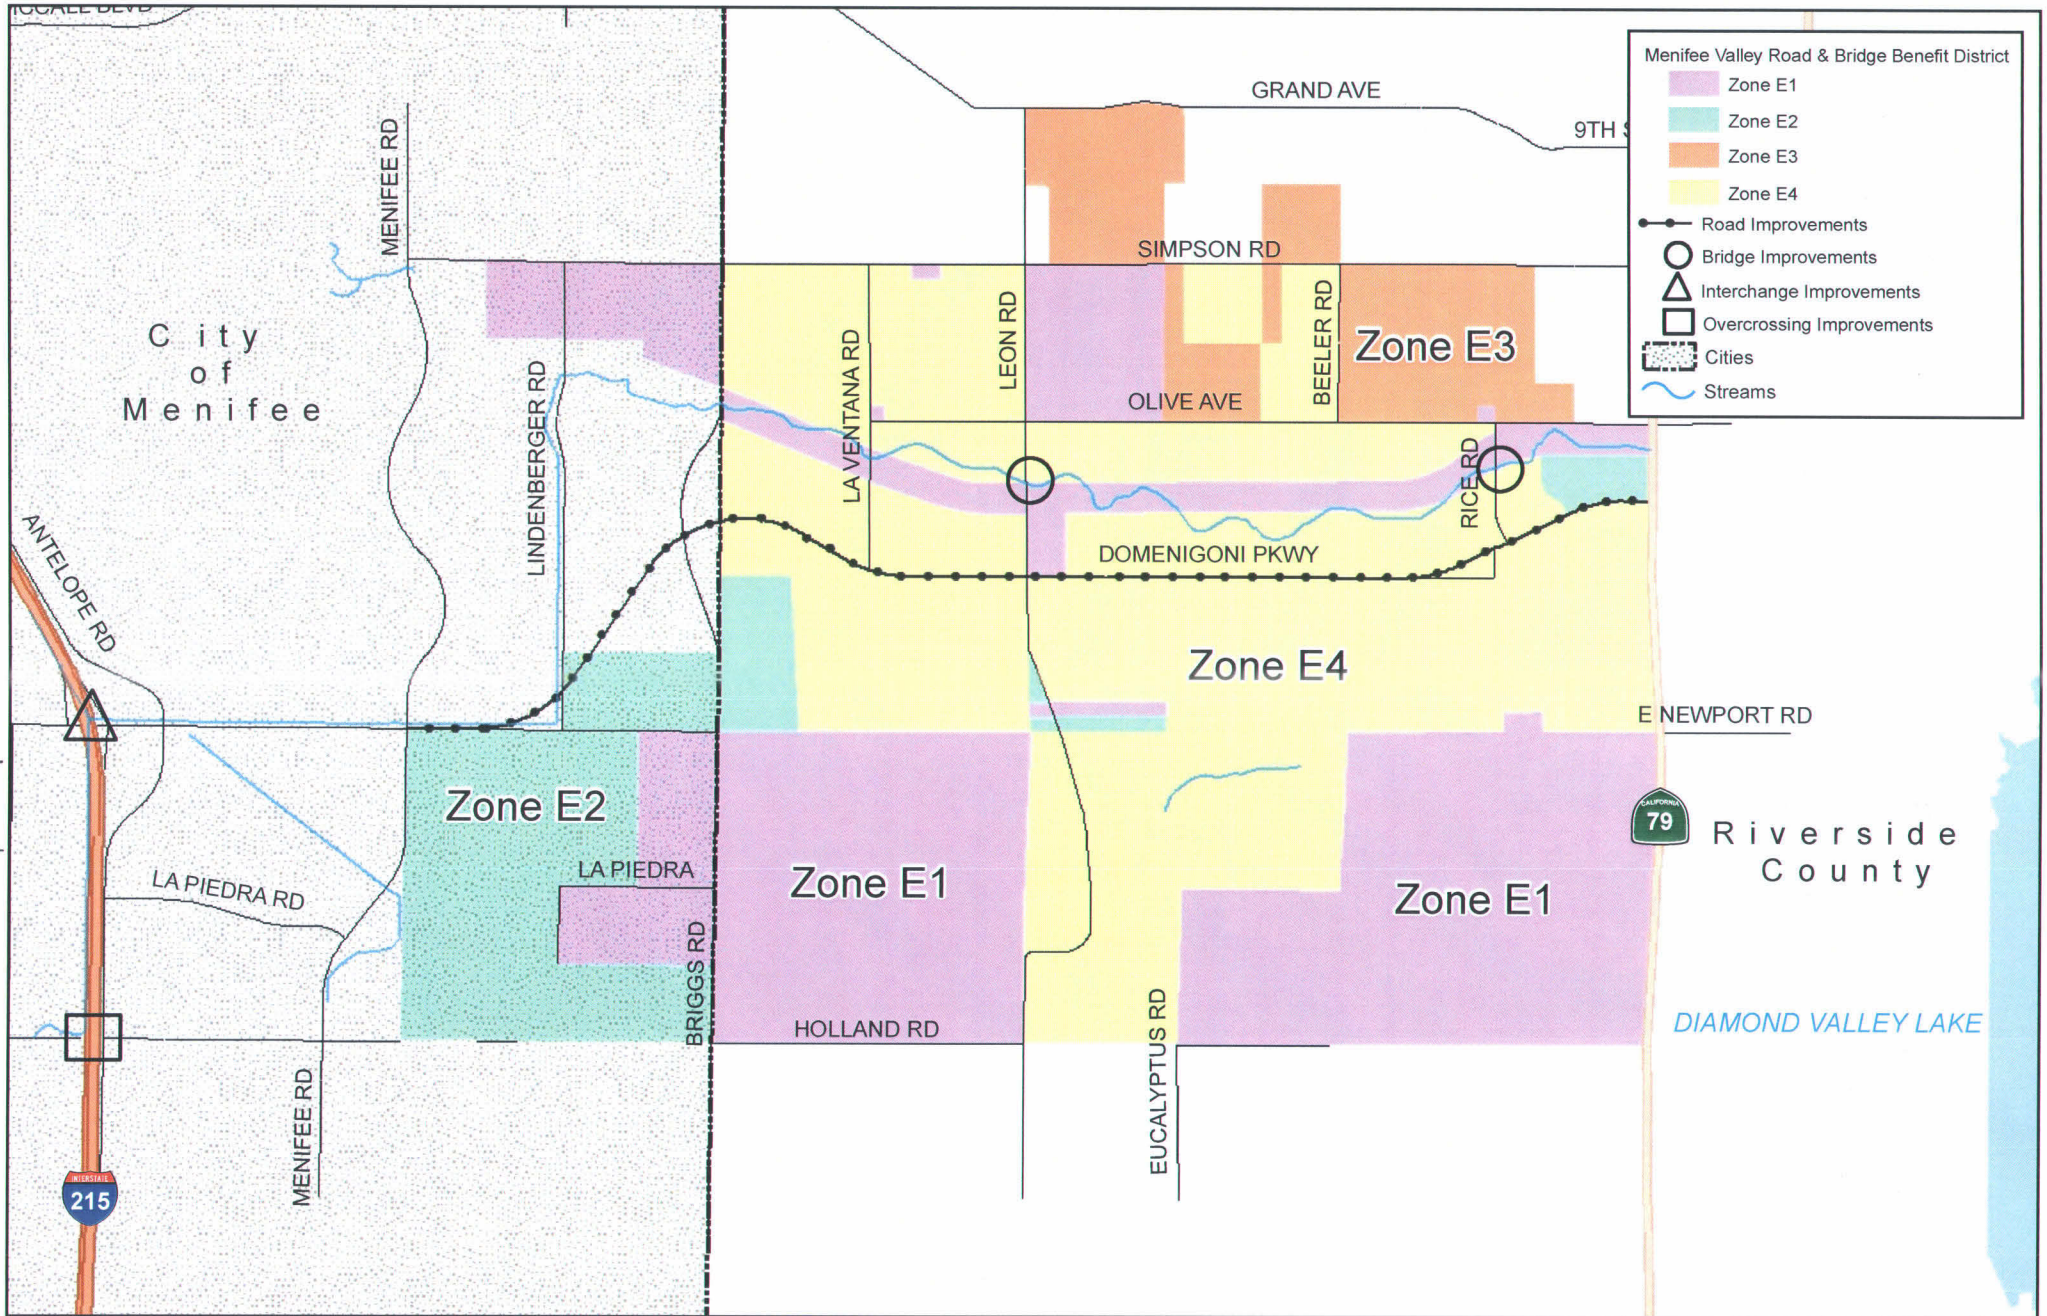 GRAND AVE
9TH S
Menifee Valley Road & Bridge Benefit District
Zone E1
Zone E2
Zone E3
Zone E4
Road Improvements
Bridge Improvements
Interchange Improvements
Overcrossing Improvements
Cities
Streams
MENIFEE RD
SIMPSON RD
City
of
Menifee
LINDENBERGER RD
LA VENTANA RD
LEON RD
BEELER RD
Zone E3
OLIVE AVE
RICE RD
ANTELOPE RD
DOMENIGONI PKWY
Zone E4
E NEWPORT RD
Zone E2
CALIFORNIA
79
Riverside
County
LA PIEDRA
LA PIEDRA RD
Zone E1
Zone E1
BRIGGS RD
HOLLAND RD
EUCALYPTUS RD
DIAMOND VALLEY LAKE
MENIFEE RD
INTERSTATE
215